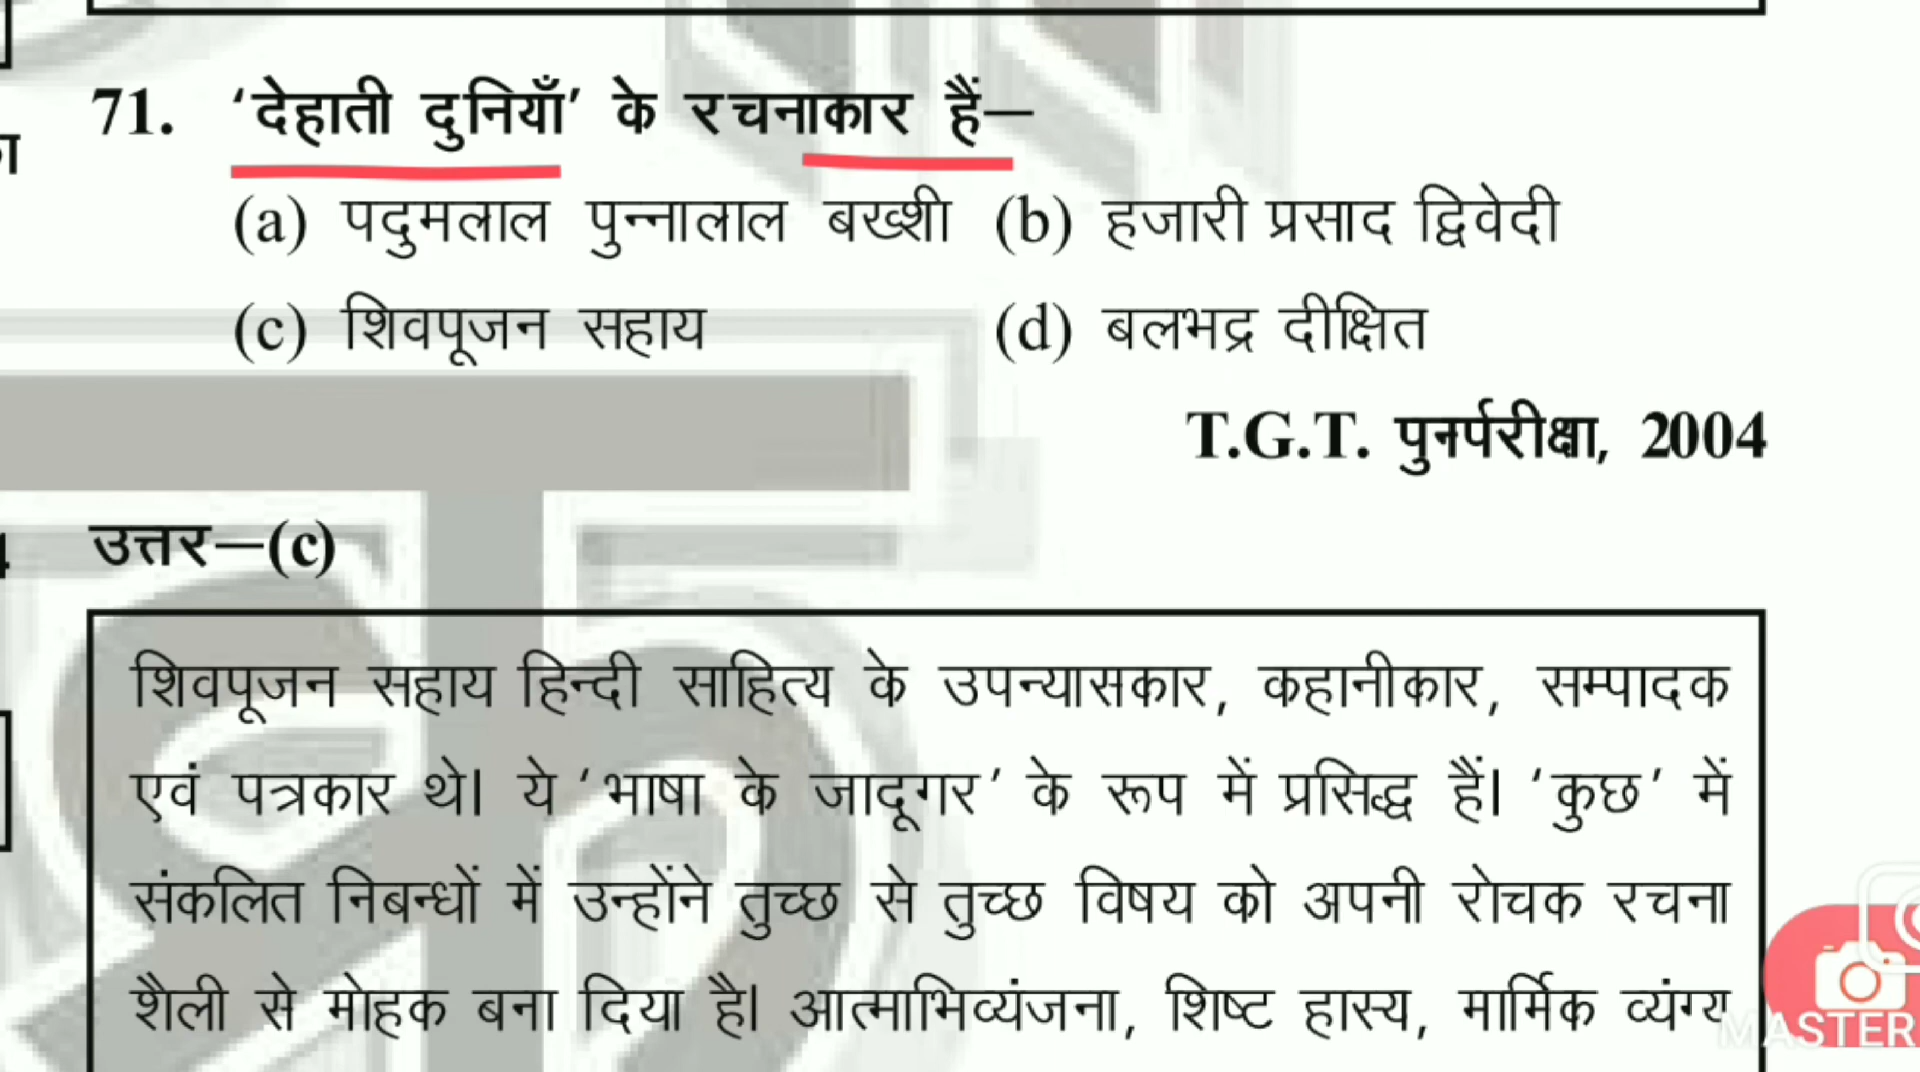 71. ‘देहाती दुनियाँ’ के रचनाकार हैं—
(a) पदुमलाल पुन्नालाल बख्शी (b) हजारी प्रसाद द्विवेदी
(c) शिवपूजन सहाय (d) बलभद्र दीक्षित
T.G.T. पुनर्परीक्षा, 2004
उत्तर—(c)
शिवपूजन सहाय हिन्दी साहित्य के उपन्यासकार, कहानीकार, सम्पादक
एवं पत्रकार थे। ये ‘भाषा के जादूगर’ के रूप में प्रसिद्ध हैं। ‘कुछ’ में
संकलित निबन्धों में उन्होंने तुच्छ से तुच्छ विषय को अपनी रोचक रचना
शैली से मोहक बना दिया है। आत्माभिव्यंजना, शिष्ट हास्य, मार्मिक व्यंग्य
MASTER